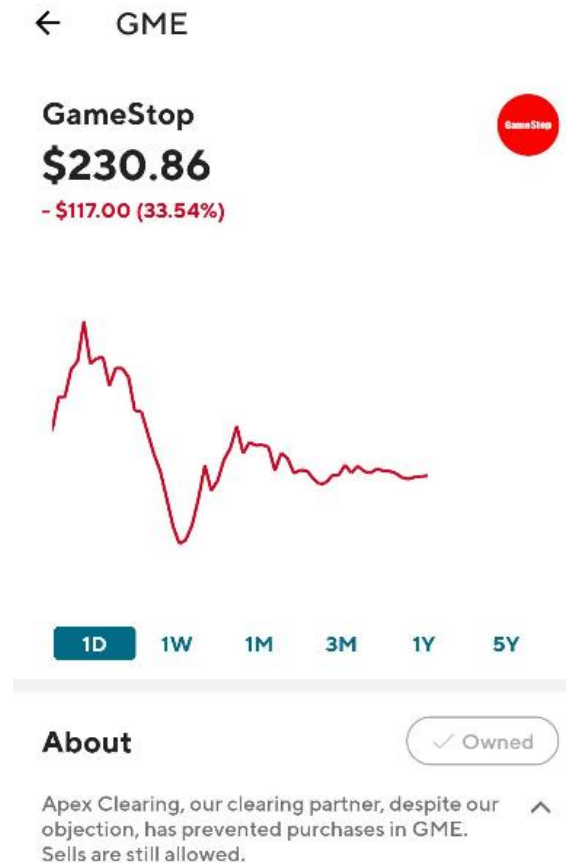 ← GME
GameStop
GameStop
$230.86
- $117.00 (33.54%)
1D 1W 1M 3M 1Y 5Y
About
✓ Owned
Apex Clearing, our clearing partner, despite our
objection, has prevented purchases in GME.
Sells are still allowed.